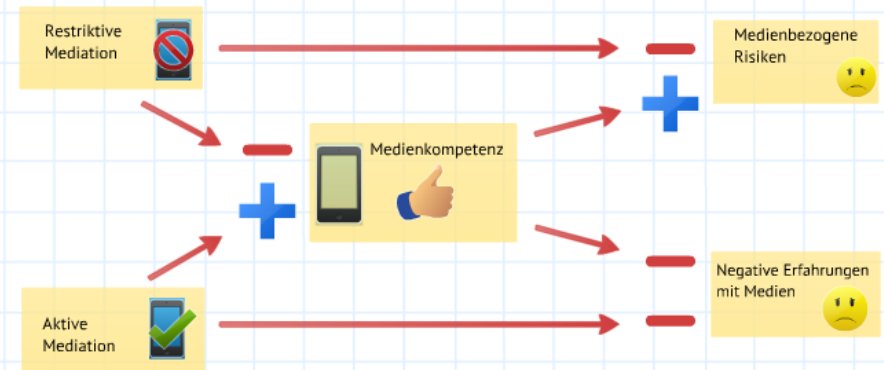 Restriktive
Mediation
Medienbezogene
Risiken
Medienkompetenz
Negative Erfahrungen
mit Medien
Aktive
Mediation